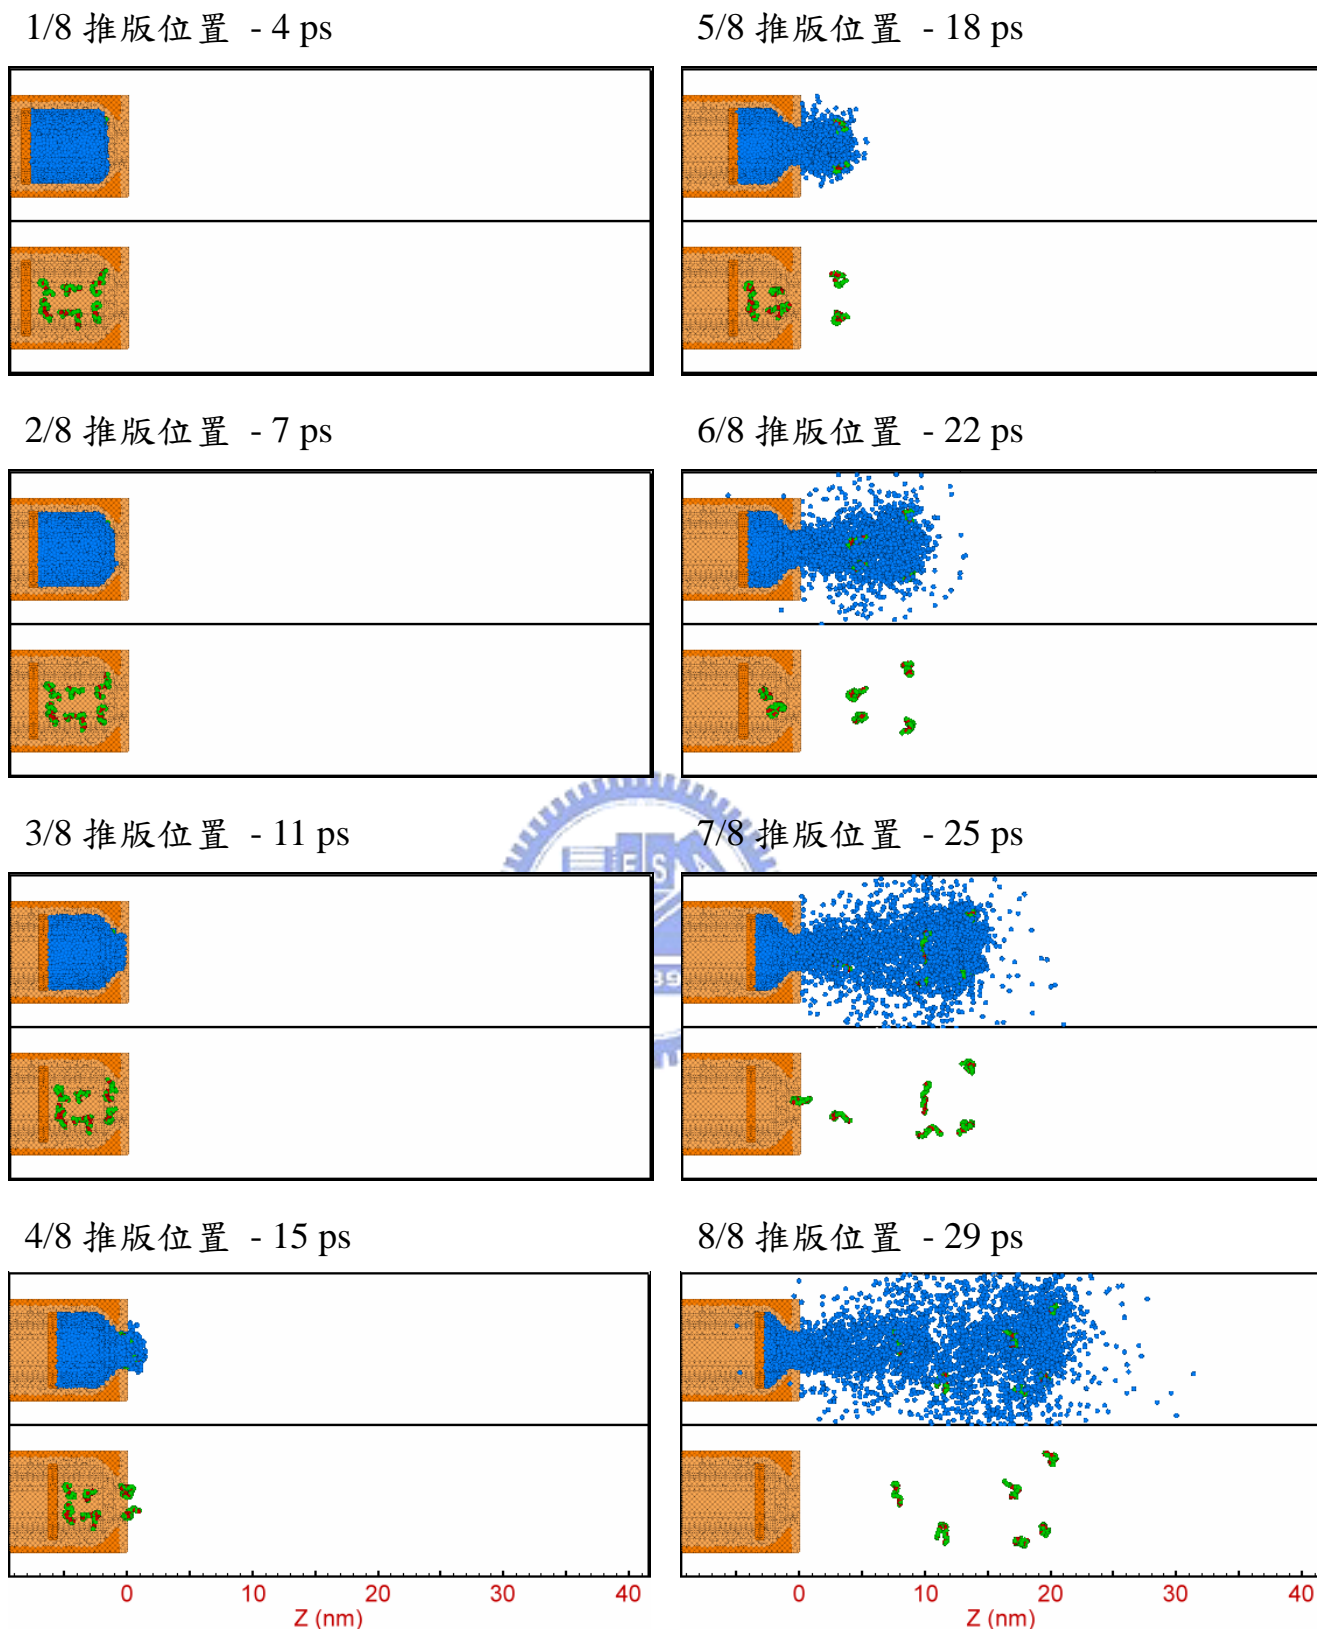 1/8 推版位置 - 4 ps
5/8 推版位置 - 18 ps
2/8 推版位置 - 7 ps
6/8 推版位置 - 22 ps
3/8 推版位置 - 11 ps
7/8 推版位置 - 25 ps
4/8 推版位置 - 15 ps
8/8 推版位置 - 29 ps
0 10 20 30 40
Z (nm)
0 10 20 30 40
Z (nm)